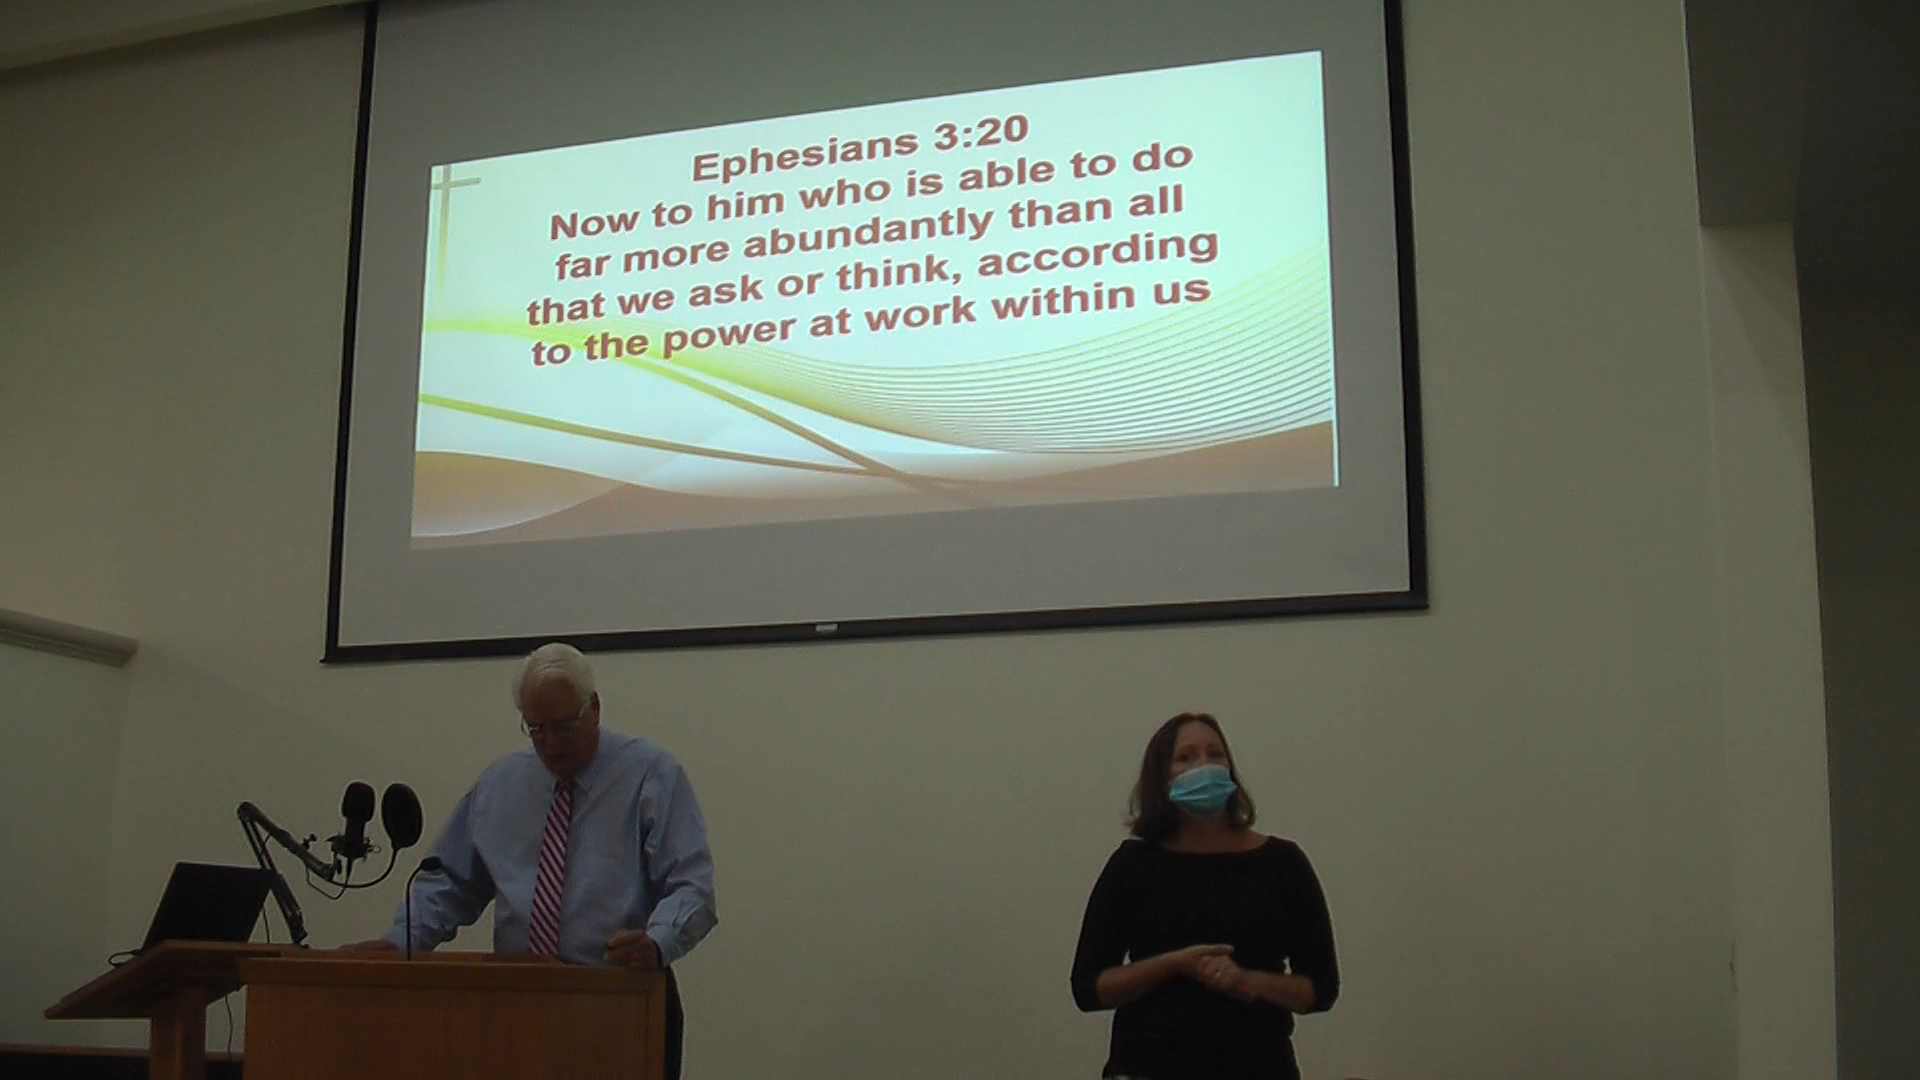 Ephesians 3:20
Now to him who is able to do
far more abundantly than all
that we ask or think, according
to the power at work within us